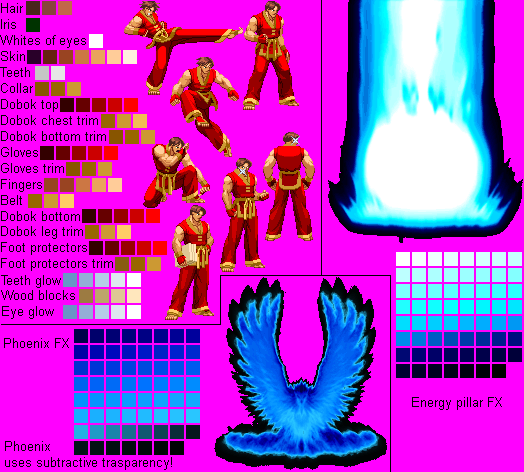 Hair
Iris
Whites of eyes
Skin
Teeth
Collar
Dobok top
Dobok chest trim
Dobok bottom trim
Gloves
Gloves trim
Fingers
Belt
Dobok bottom
Dobok leg trim
Foot protectors
Foot protectors trim
Teeth glow
Wood blocks
Eye glow
Phoenix FX
Phoenix
uses subtractive trasparency!
Energy pillar FX